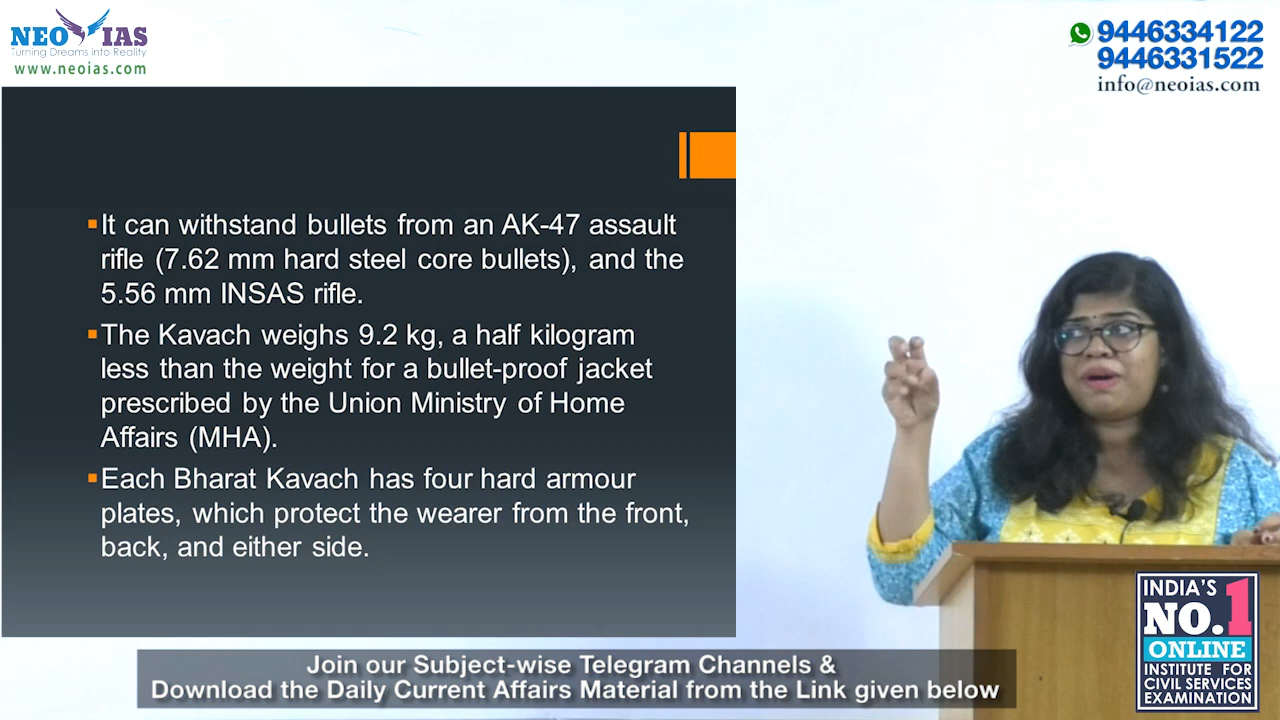 NEO IAS
Turning Dreams into Reality
www.neoias.com
9446334122
9446331522
info@neoias.com
▪It can withstand bullets from an AK-47 assault
rifle (7.62 mm hard steel core bullets), and the
5.56 mm INSAS rifle.
▪The Kavach weighs 9.2 kg, a half kilogram
less than the weight for a bullet-proof jacket
prescribed by the Union Ministry of Home
Affairs (MHA).
▪Each Bharat Kavach has four hard armour
plates, which protect the wearer from the front,
back, and either side.
INDIA'S
NO.1
ONLINE
INSTITUTE FOR
CIVIL SERVICES
EXAMINATION
Join our Subject-wise Telegram Channels &
Download the Daily Current Affairs Material from the Link given below